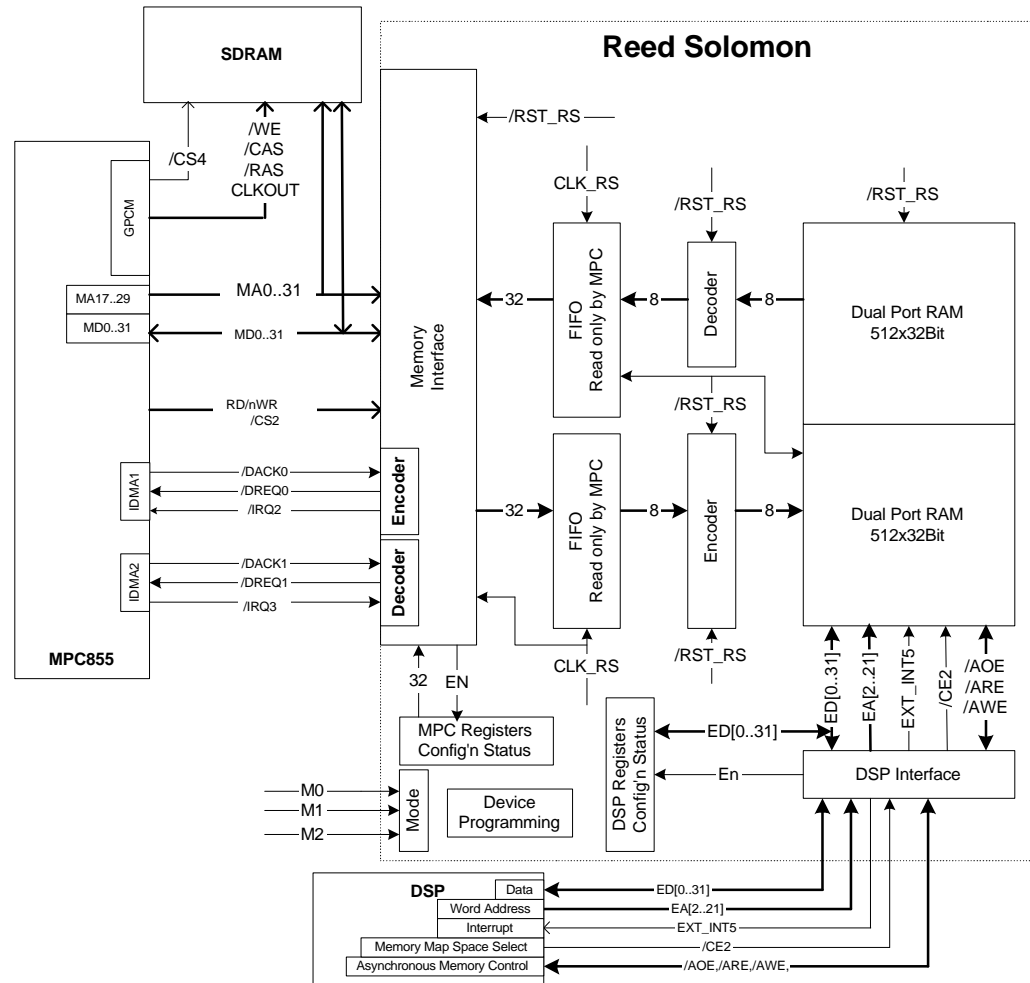 Reed Solomon
SDRAM
/WE
/CAS
/RAS
CLKOUT
/CS4
/RST_RS
CLK_RS
/RST_RS
/RST_RS
GPCM
MA17..29
MD0..31
MA0..31
MD0..31
RD/nWR
/CS2
Memory
Interface
32
FIFO
Read only by MPC
8
Decoder
8
Dual Port RAM
512x32Bit
/RST_RS
IDMA1
/DACK0
/DREQ0
/IRQ2
Encoder
32
FIFO
Read only by MPC
8
Encoder
8
Dual Port RAM
512x32Bit
IDMA2
/DACK1
/DREQ1
/IRQ3
Decoder
MPC855
CLK_RS
/RST_RS
32
EN
MPC Registers
Config'n Status
ED[0..31]
EA[2..21]
EXT_INT5
/CE2
/AOE
/ARE
/AWE
DSP Registers
Config'n Status
ED[0..31]
En
DSP Interface
M0
M1
M2
Mode
Device
Programming
DSP
Data
ED[0..31]
Word Address
EA[2..21]
Interrupt
EXT_INT5
Memory Map Space Select
/CE2
Asynchronous Memory Control
/AOE,/ARE,/AWE,